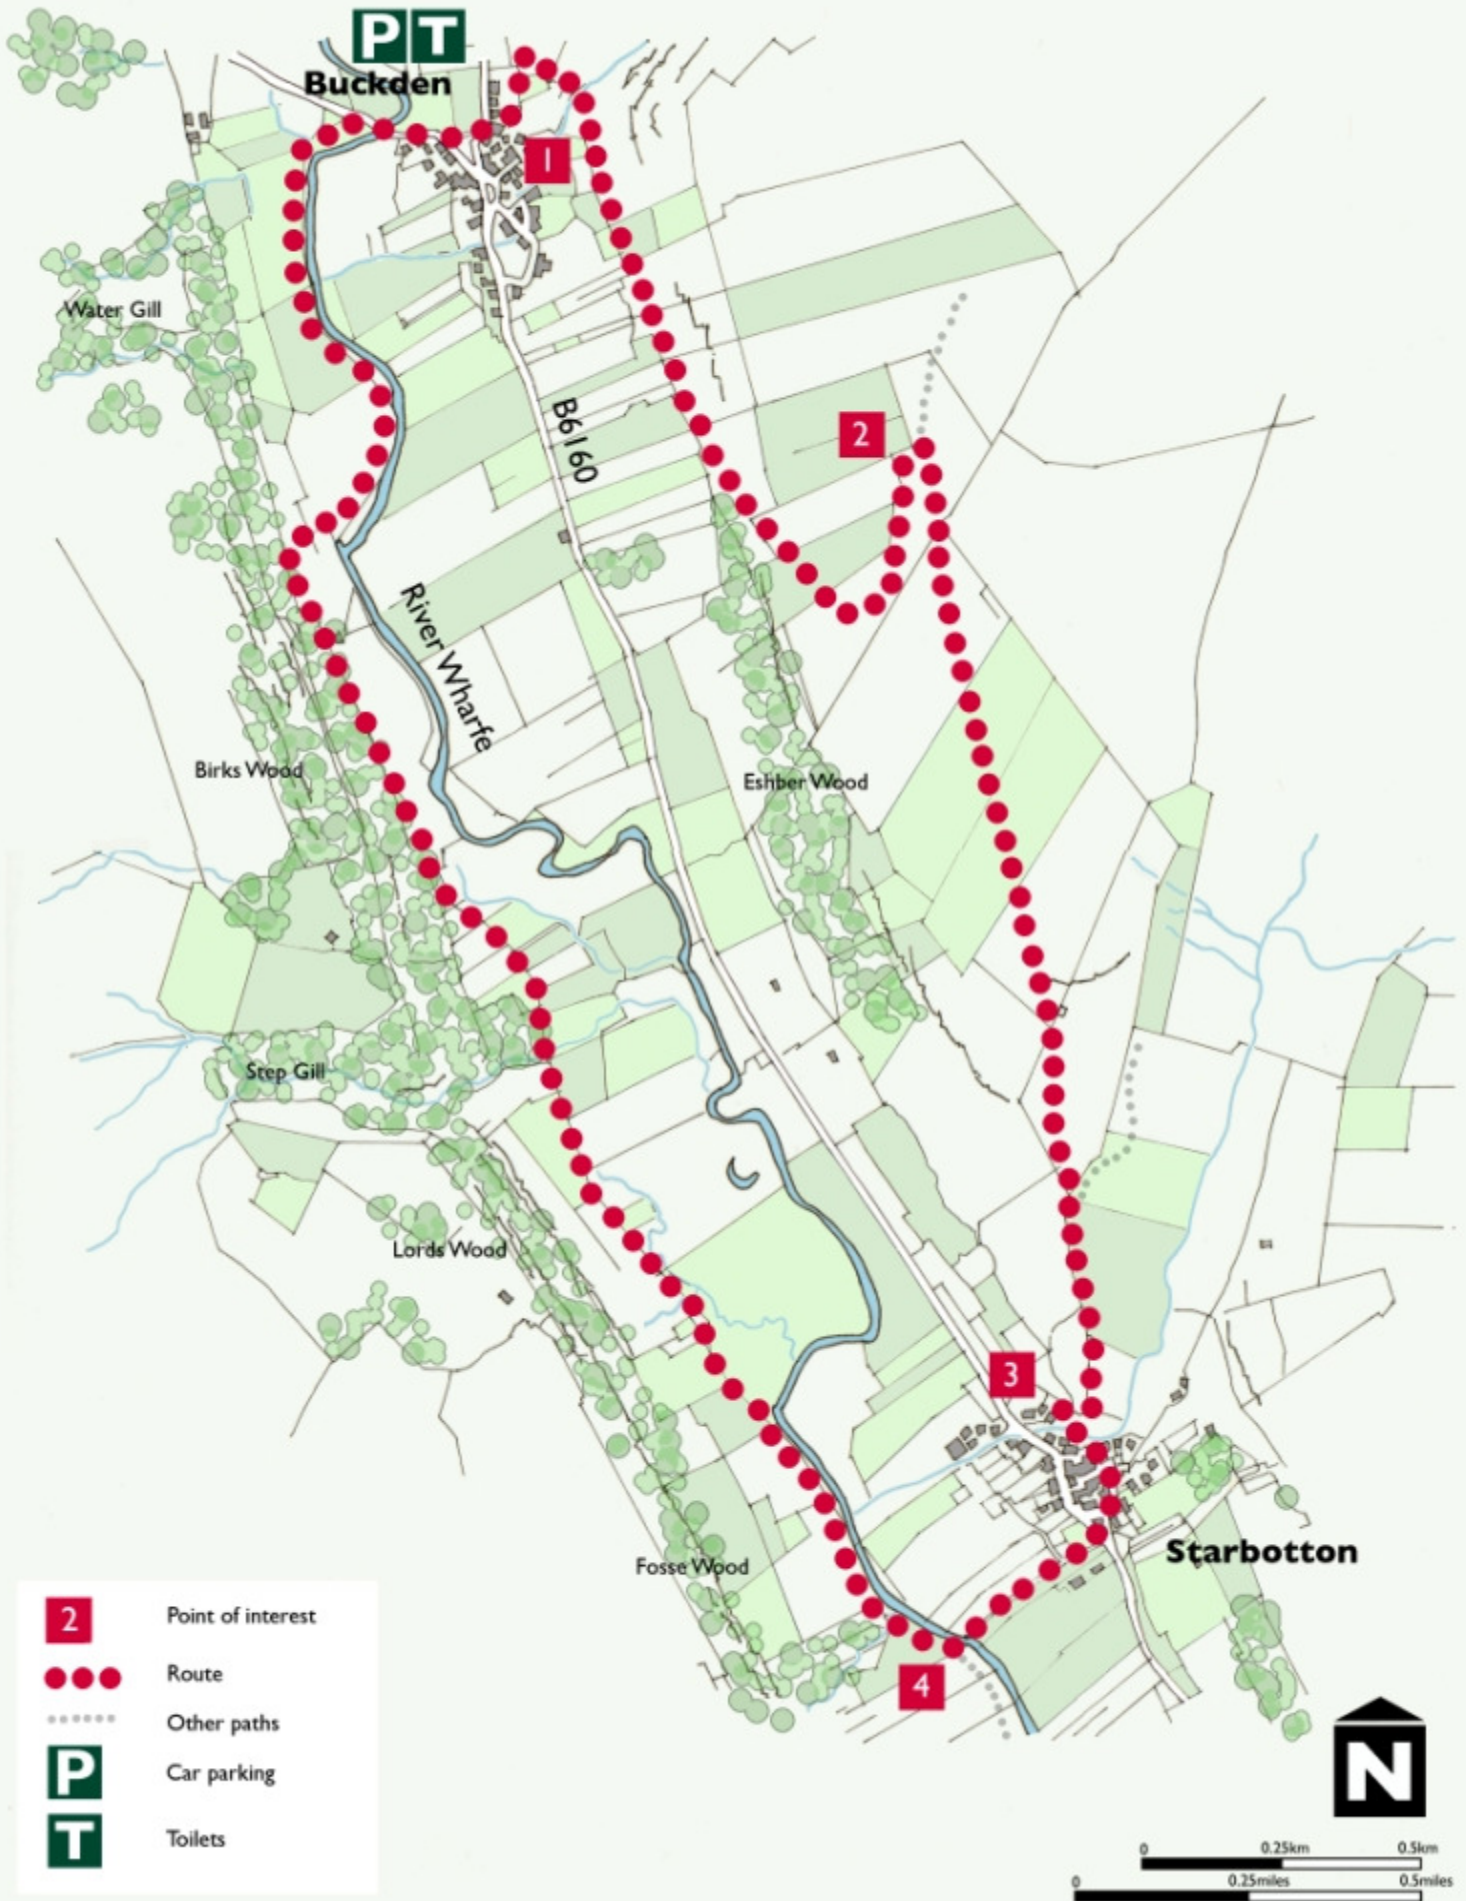 P T
Buckden
1
Water Gill
B6160
2
River Wharfe
Birks Wood
Eshber Wood
Step Gill
Lords Wood
3
Starbotton
Fosse Wood
4
2 Point of interest
Route
Other paths
P Car parking
T Toilets
N
0 0.25km 0.5km
0 0.25miles 0.5miles